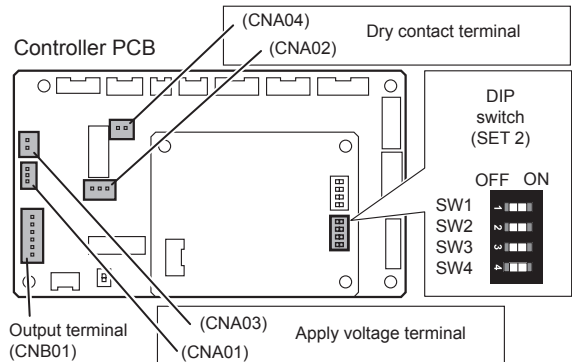 (CNA04)
Dry contact terminal
Controller PCB
(CNA02)
DIP
switch
(SET 2)
OFF ON
SW1 1
SW2 2
SW3 3
SW4 4
Output terminal
(CNB01)
(CNA03)
(CNA01)
Apply voltage terminal